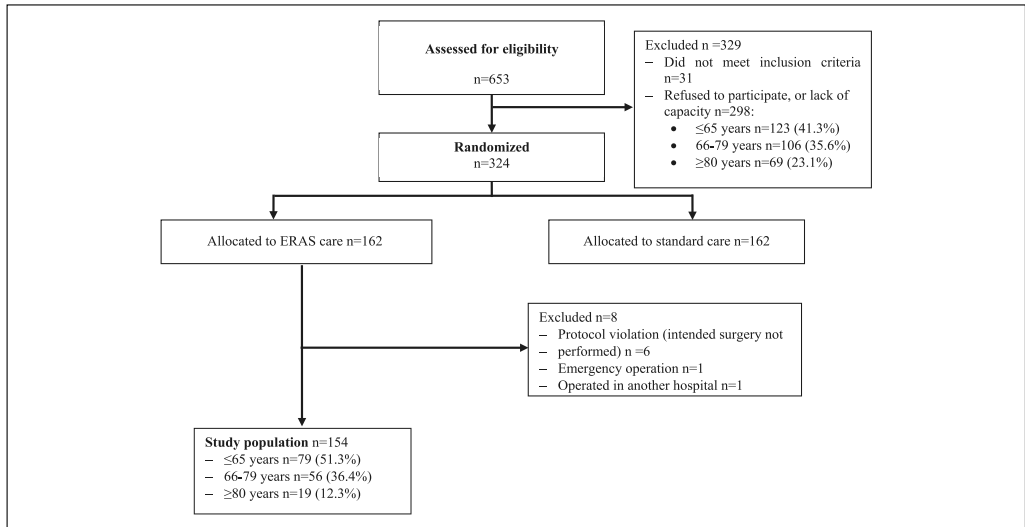 Assessed for eligibility
n=653
Excluded n =329
– Did not meet inclusion criteria
n=31
– Refused to participate, or lack of
capacity n=298:
• ≤65 years n=123 (41.3%)
• 66-79 years n=106 (35.6%)
• ≥80 years n=69 (23.1%)
Randomized
n=324
Allocated to ERAS care n=162
Allocated to standard care n=162
Excluded n=8
– Protocol violation (intended surgery not
– performed) n =6
– Emergency operation n=1
– Operated in another hospital n=1
Study population n=154
– ≤65 years n=79 (51.3%)
– 66-79 years n=56 (36.4%)
– ≥80 years n=19 (12.3%)